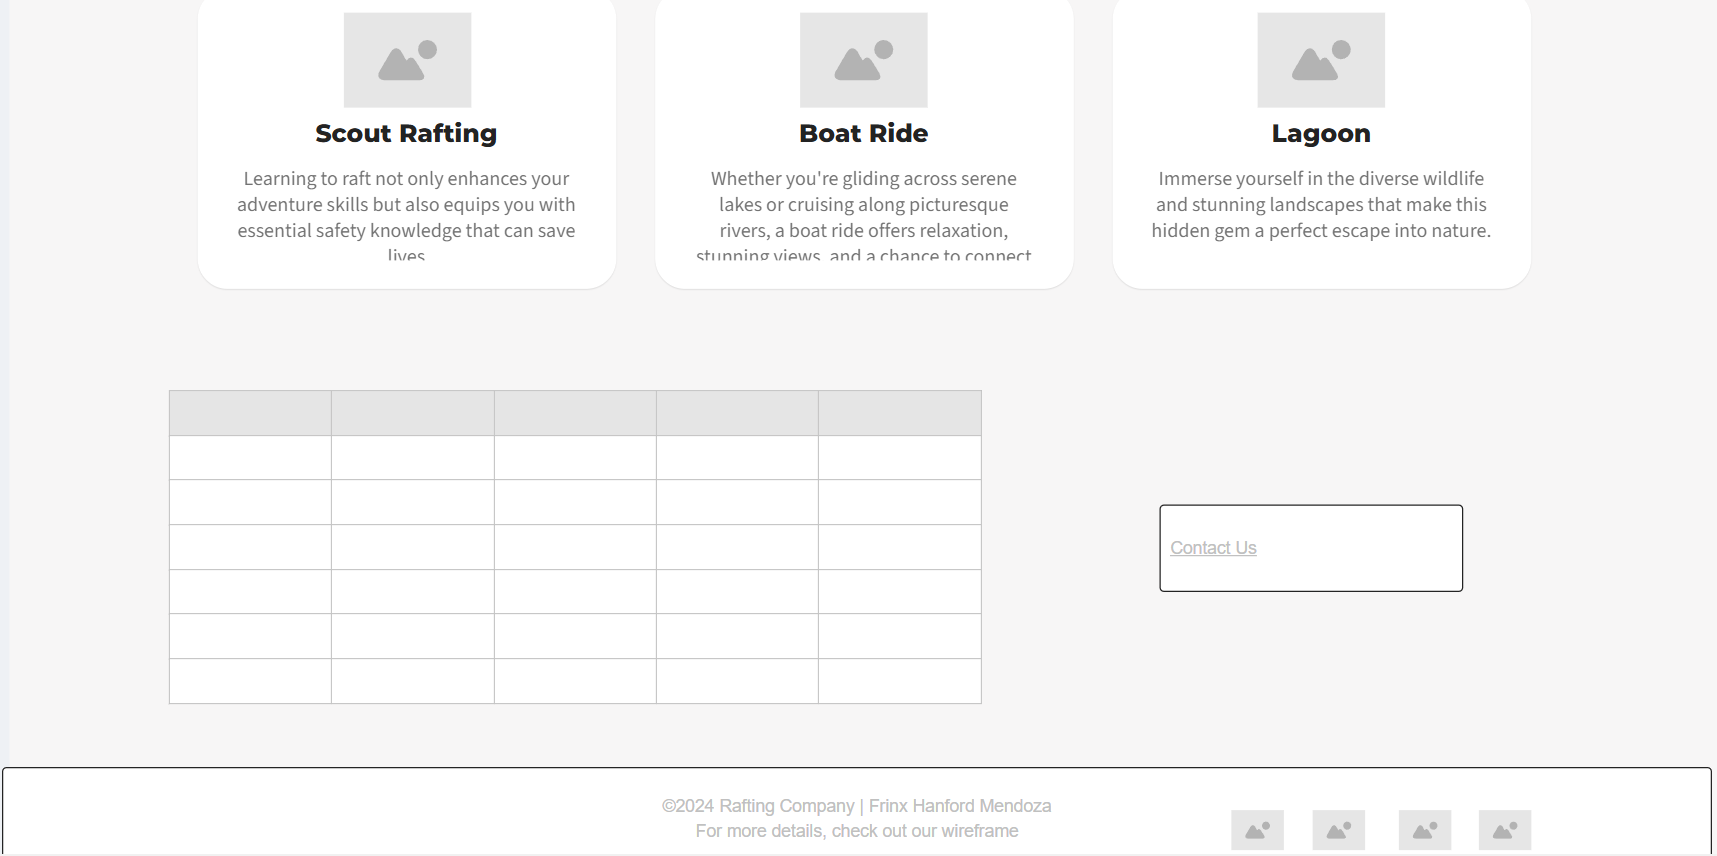 Scout Rafting
Learning to raft not only enhances your
adventure skills but also equips you with
essential safety knowledge that can save
lives
Boat Ride
Whether you're gliding across serene
lakes or cruising along picturesque
rivers, a boat ride offers relaxation,
stunning views, and a chance to connect
Lagoon
Immerse yourself in the diverse wildlife
and stunning landscapes that make this
hidden gem a perfect escape into nature.
Contact Us
©2024 Rafting Company | Frinx Hanford Mendoza
For more details, check out our wireframe